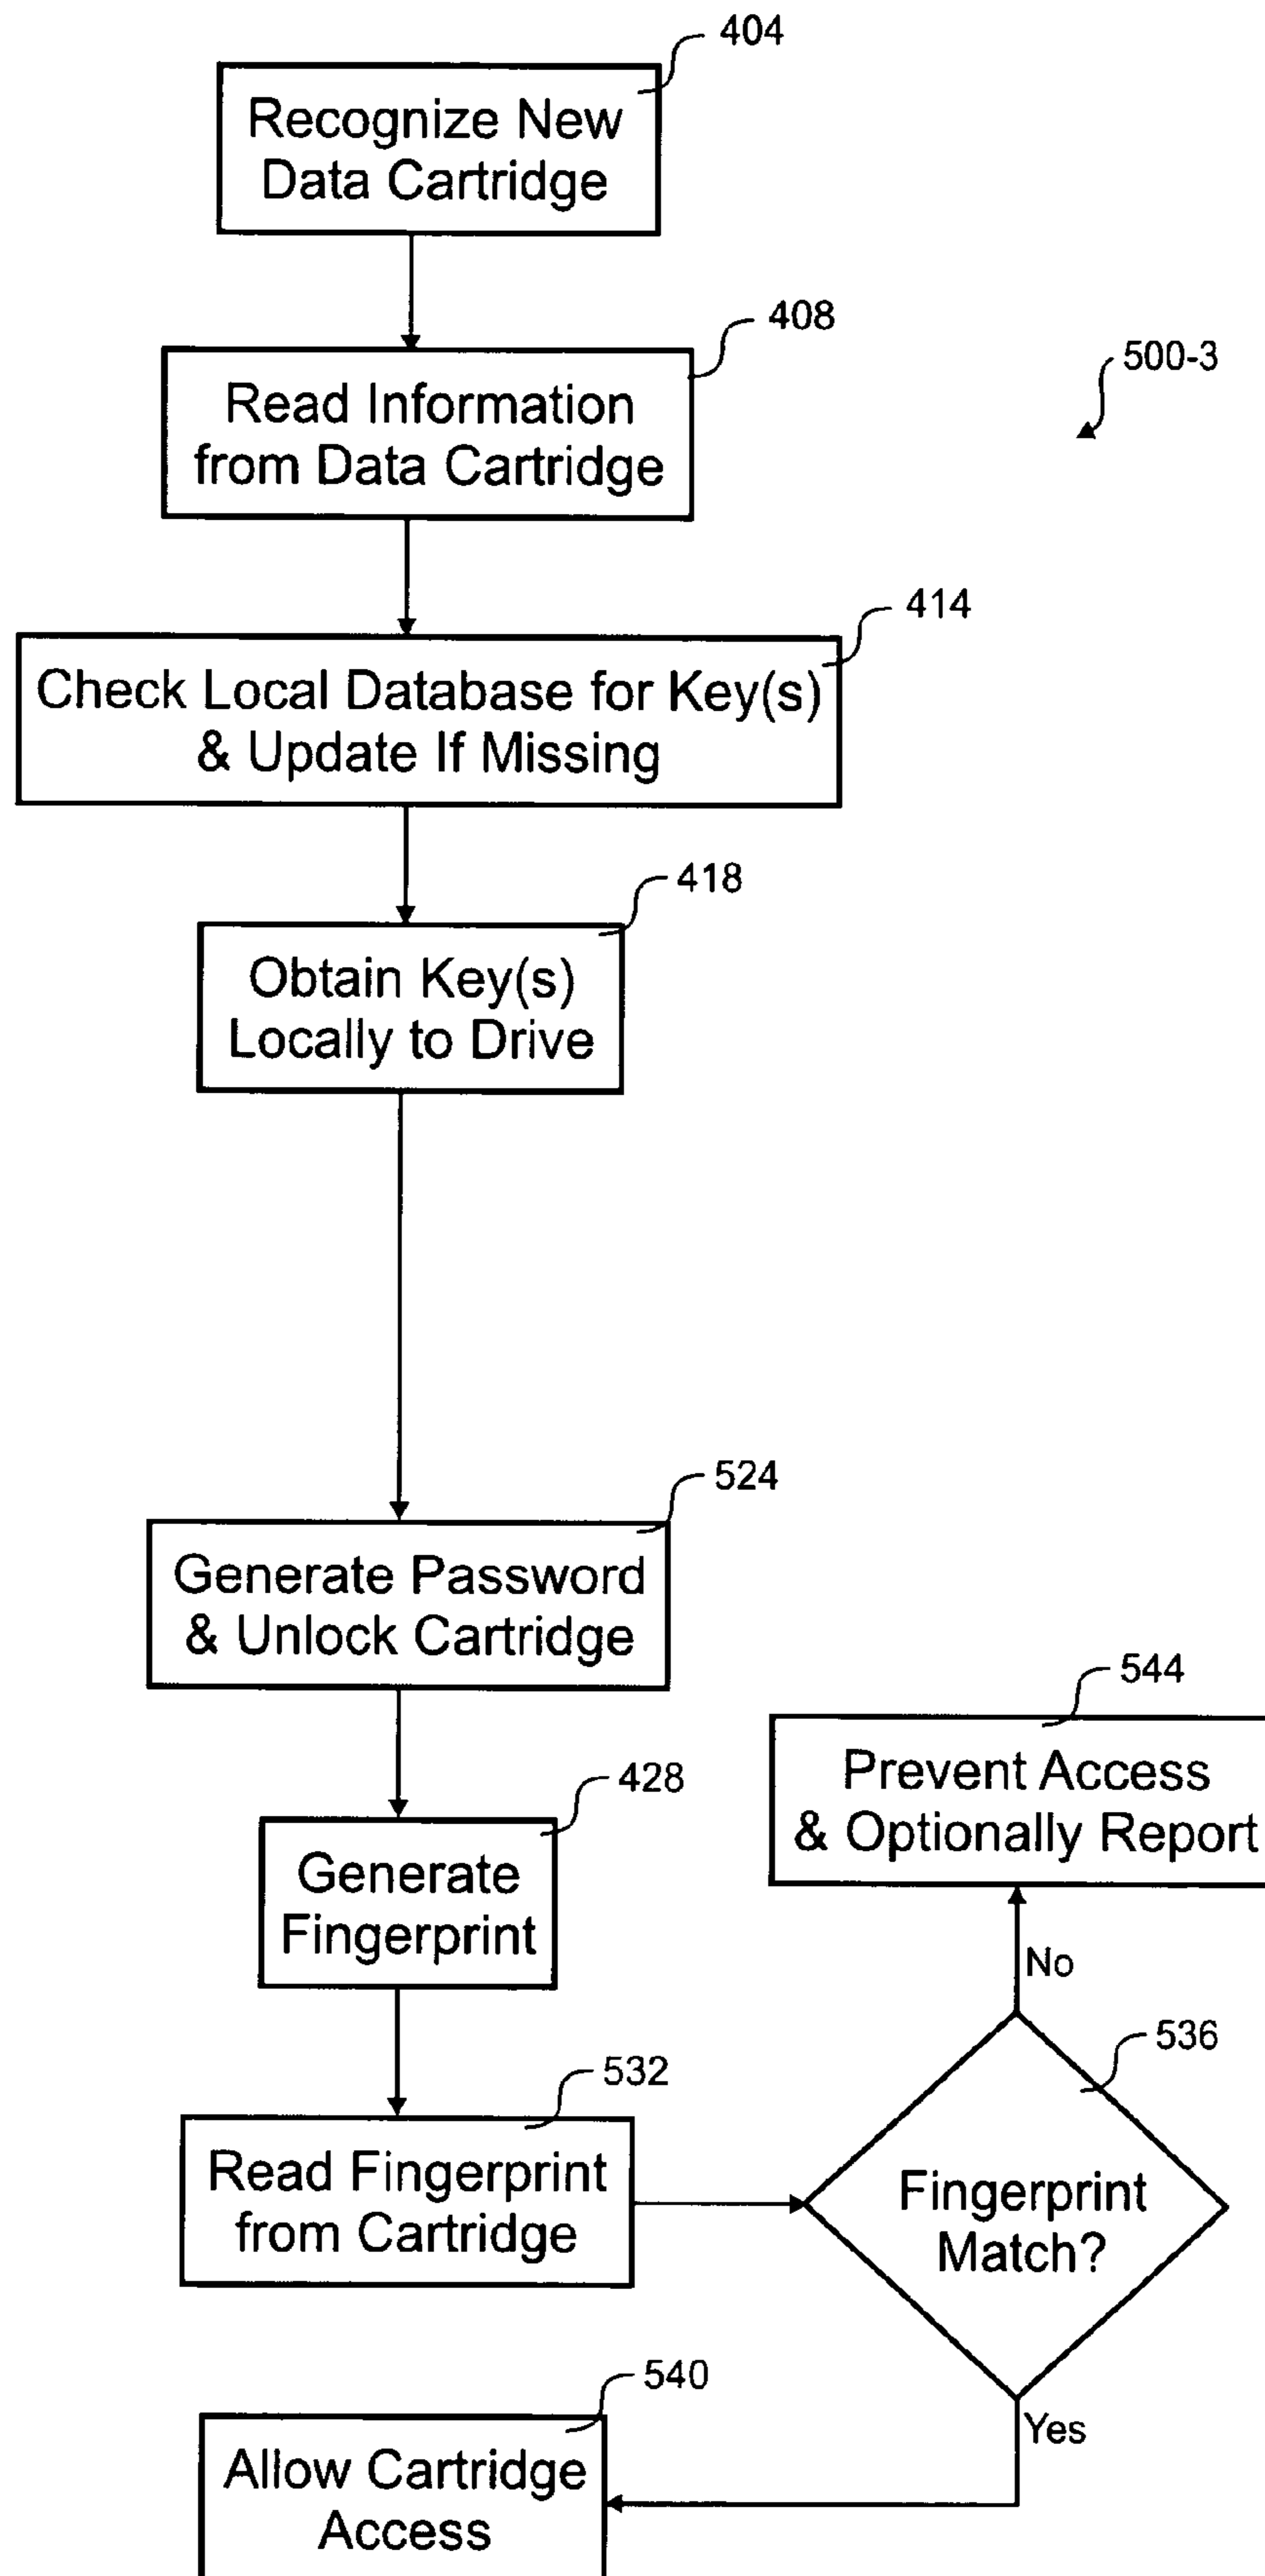 404
Recognize New
Data Cartridge
408
500-3
Read Information
from Data Cartridge
414
Check Local Database for Key(s)
& Update If Missing
418
Obtain Key(s)
Locally to Drive
524
Generate Password
& Unlock Cartridge
544
Prevent Access
& Optionally Report
428
Generate
Fingerprint
No
536
532
Read Fingerprint
from Cartridge
Fingerprint
Match?
540
Yes
Allow Cartridge
Access